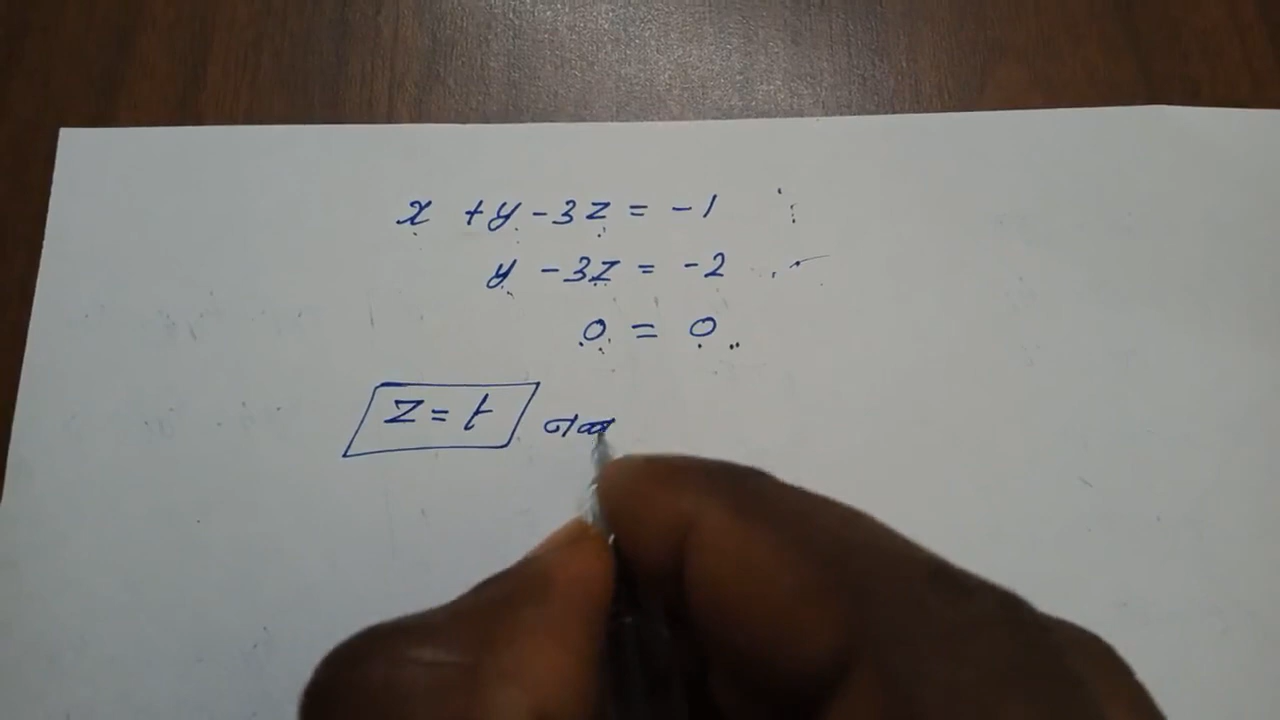 x + y - 3z = -1
y - 3z = -2
0 = 0
z = t